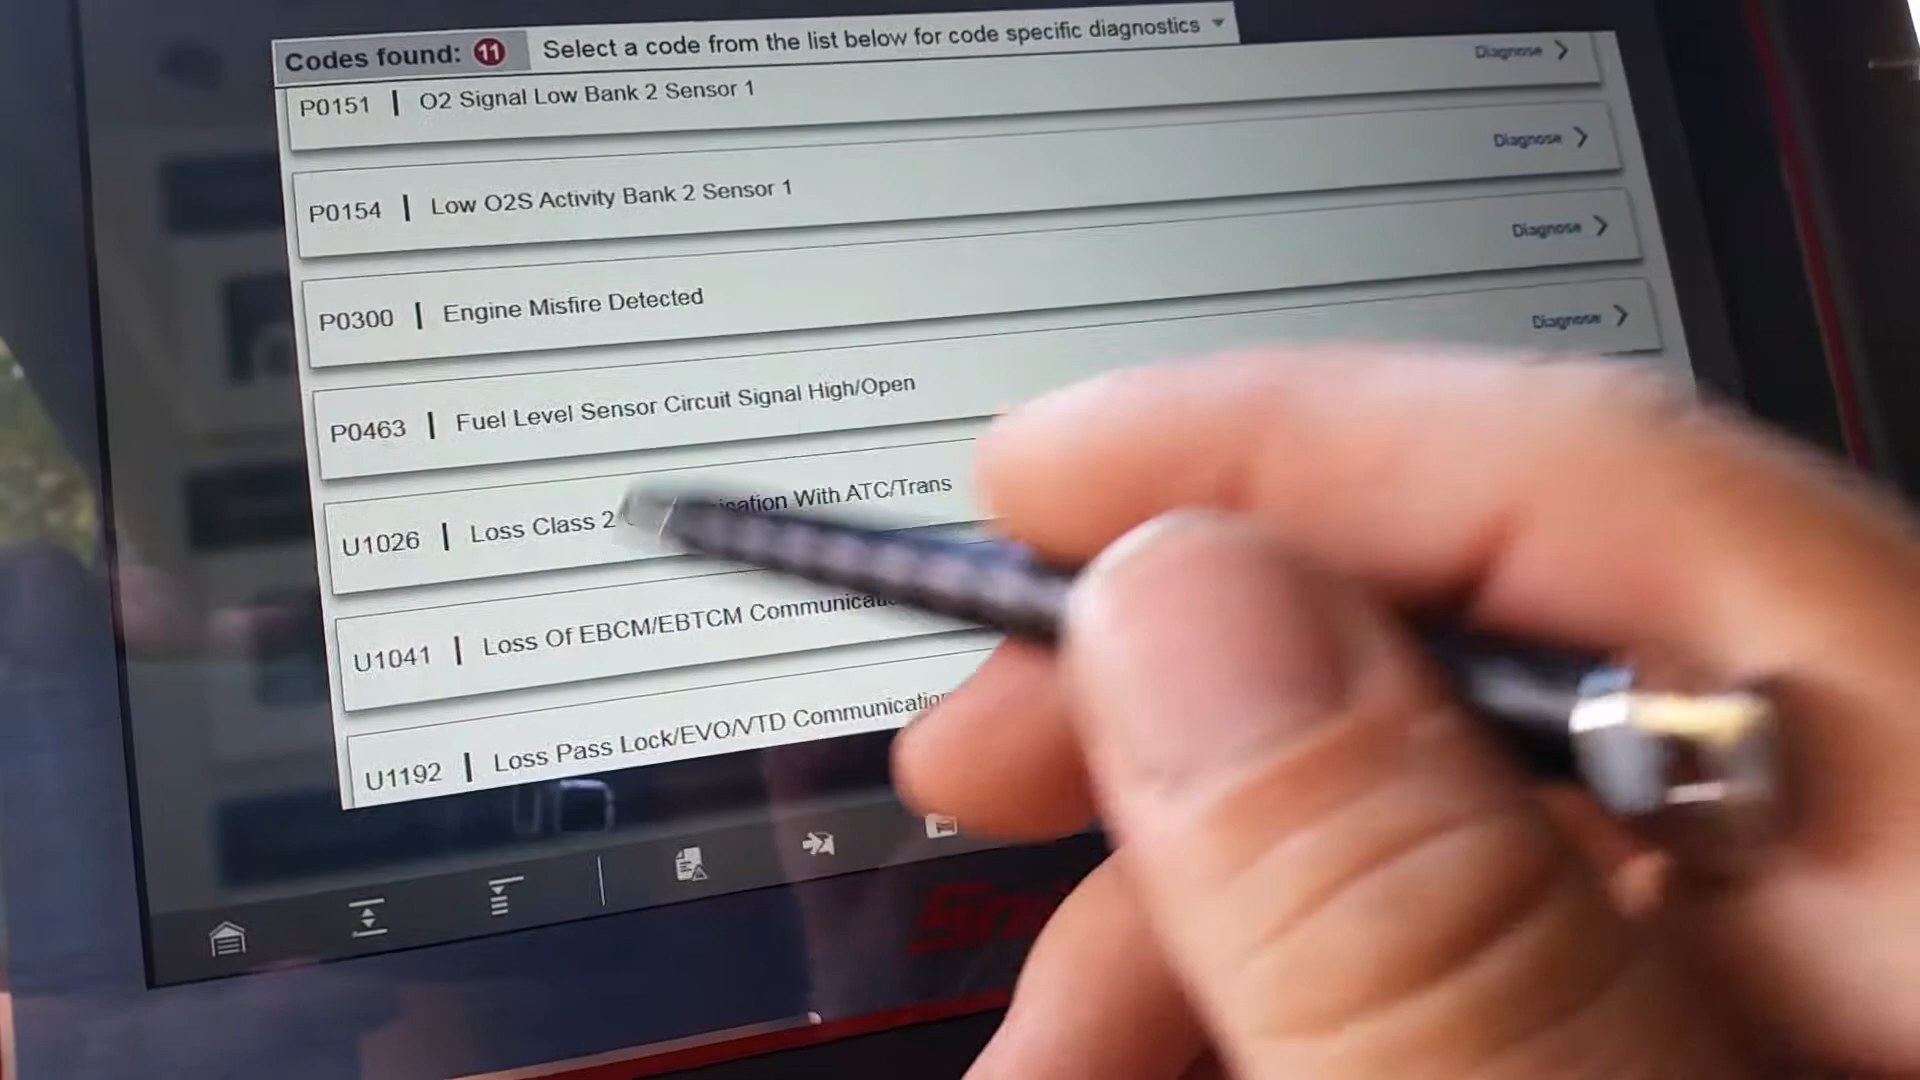 Codes found: 11 Select a code from the list below for code specific diagnostics
P0151 | O2 Signal Low Bank 2 Sensor 1 Diagnose
P0154 | Low O2S Activity Bank 2 Sensor 1 Diagnose
P0300 | Engine Misfire Detected Diagnose
P0463 | Fuel Level Sensor Circuit Signal High/Open Diagnose
U1026 | Loss Class 2 With ATC/Trans
U1041 | Loss Of EBCM/EBTCM
U1192 | Loss Pass Lock/EVO/VTD Communication